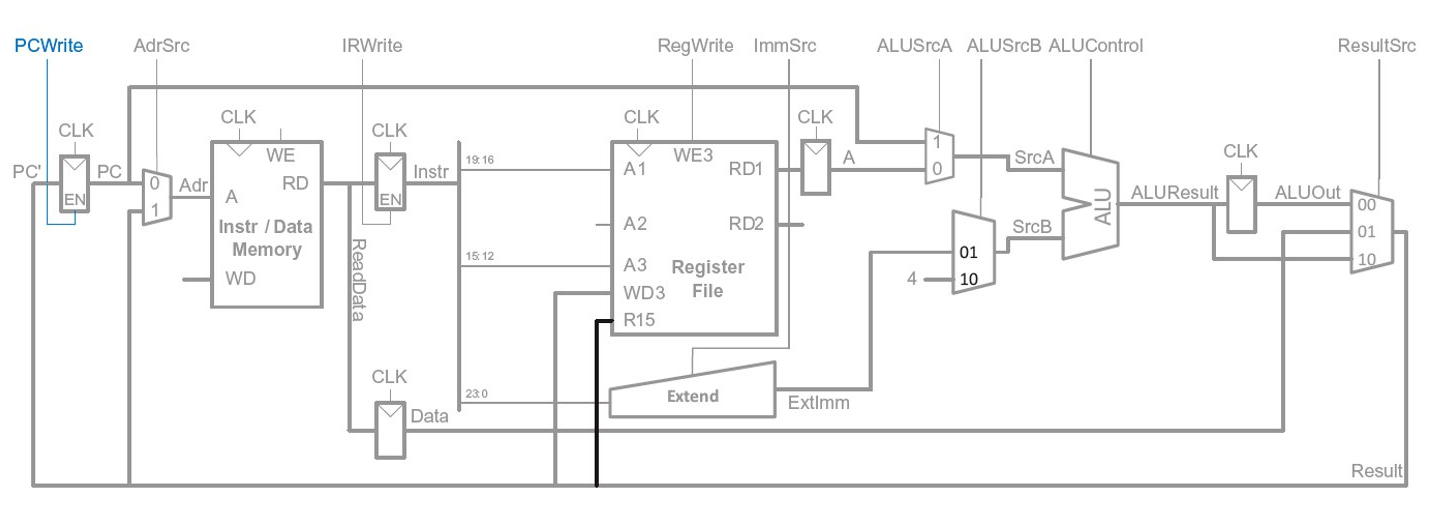 PCWrite AdrSrc IRWrite RegWrite ImmSrc ALUSrcA ALUSrcB ALUControl ResultSrc
CLK CLK CLK CLK CLK CLK
PC' PC EN
0
1
Adr
WE
A RD
Instr / Data
Memory
WD
EN
Instr
ReadData
CLK
Data
19:16
15:12
23:0
A1 WE3 RD1
A2 RD2
A3 Register
WD3 File
R15
Extend
ExtImm
A
1
0
SrcA
01
4 10
SrcB
ALU
ALUResult
ALUOut
00
01
10
Result